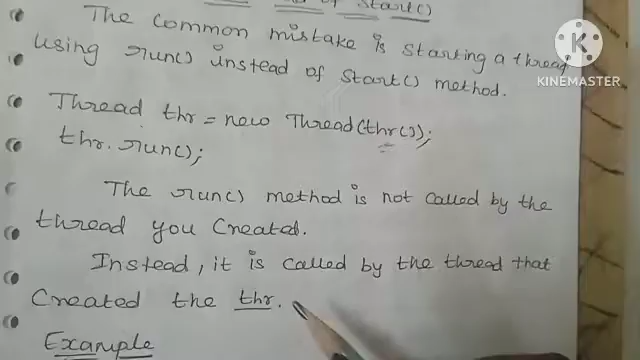 of Start()
The common mistake is starting a thread
using run() instead of start() method.
Thread thr = new Thread(thr());
thr.run();
The run() method is not called by the
thread you created.
Instead, it is called by the thread that
created the thr.
Example
KINEMASTER